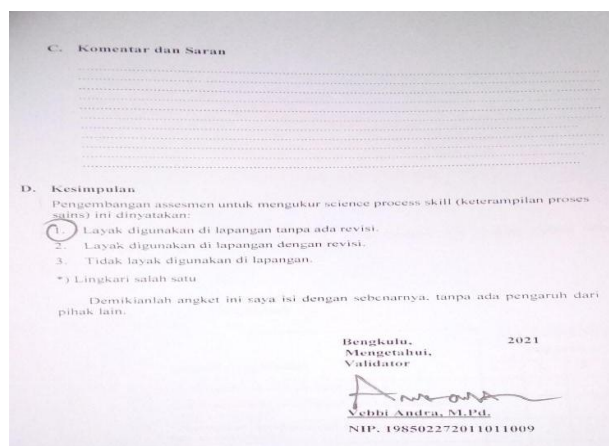 C. Komentar dan Saran
D. Kesimpulan
Pengembangan assesmen untuk mengukur science process skill (keterampilan proses
sains) ini dinyatakan:
1. Layak digunakan di lapangan tanpa ada revisi.
2. Layak digunakan di lapangan dengan revisi.
3. Tidak layak digunakan di lapangan.
*) Lingkari salah satu
Demikianlah angket ini saya isi dengan sebenarnya, tanpa ada pengaruh dari
pihak lain.
Bengkulu, 2021
Mengetahui,
Validator
Vebbi Andra, M.Pd.
NIP. 198502272011011009